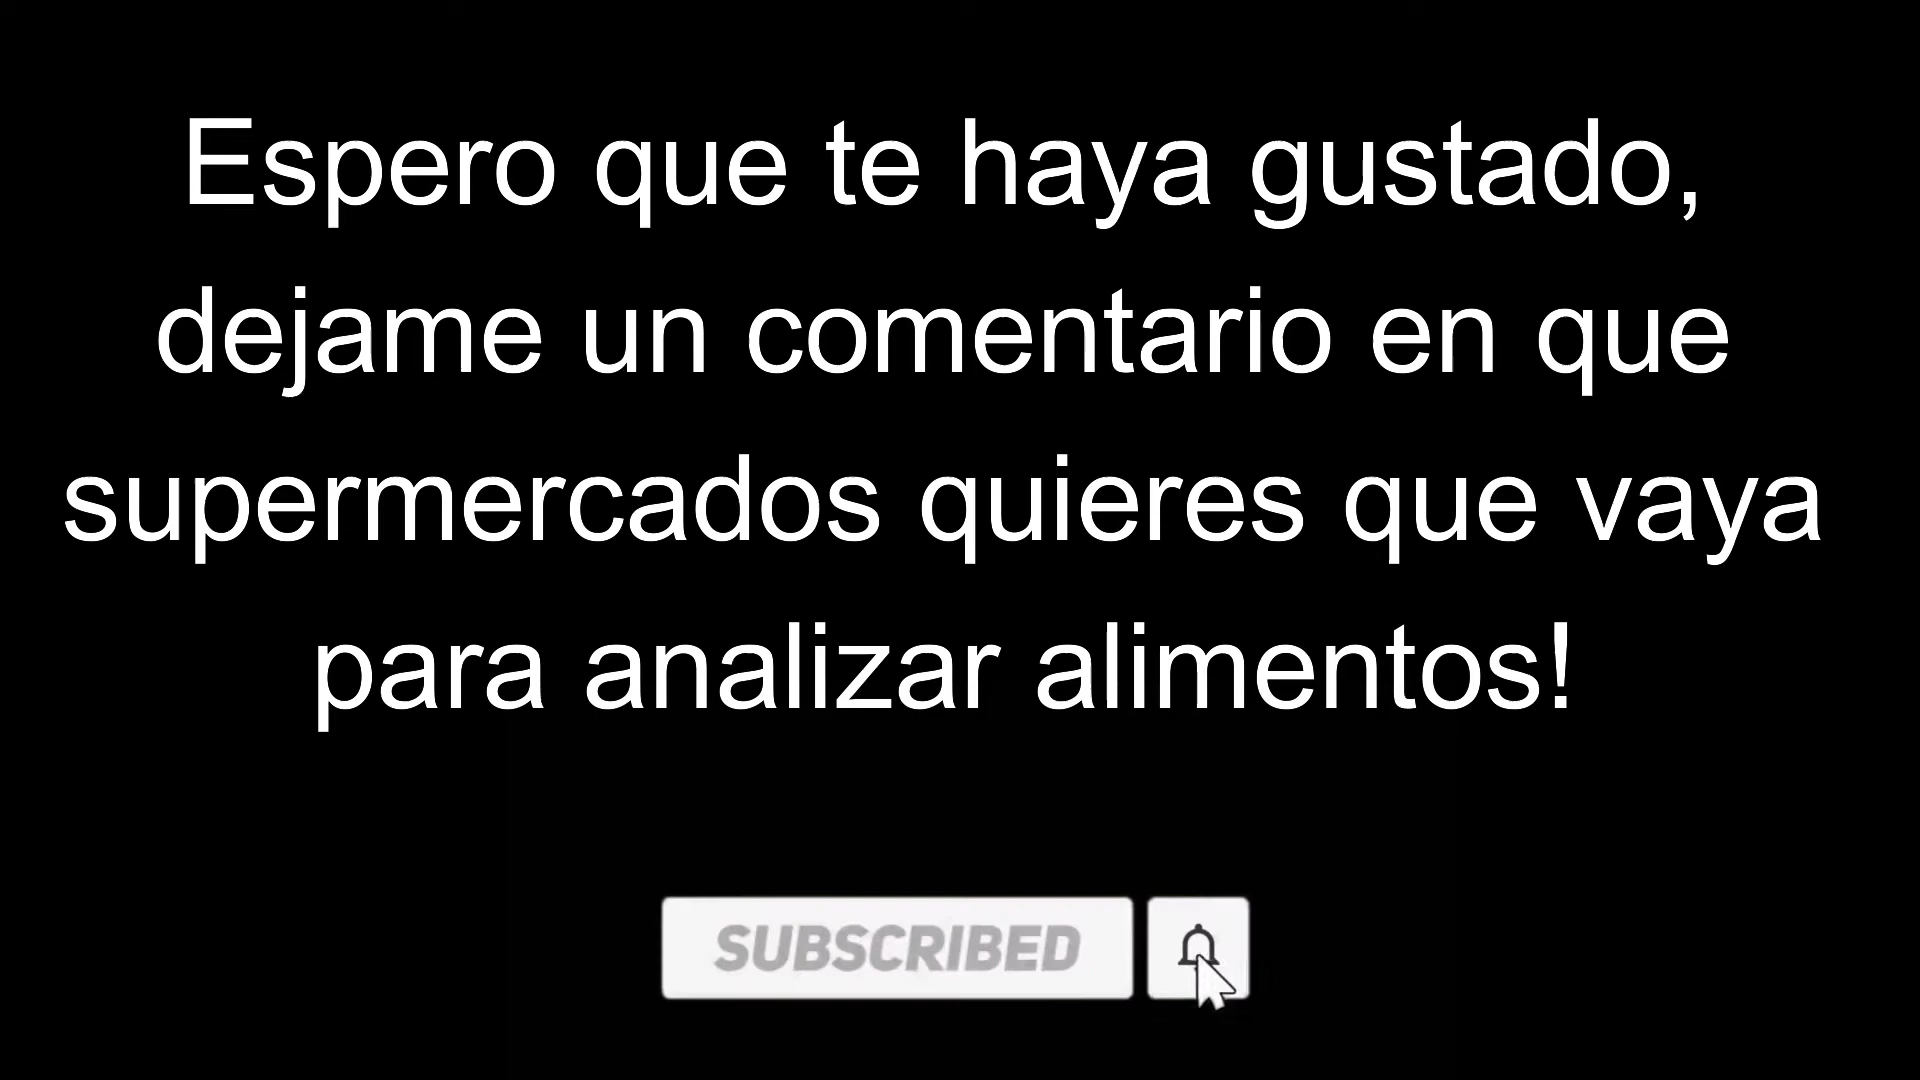 Espero que te haya gustado,
dejame un comentario en que
supermercados quieres que vaya
para analizar alimentos!
SUBSCRIBED